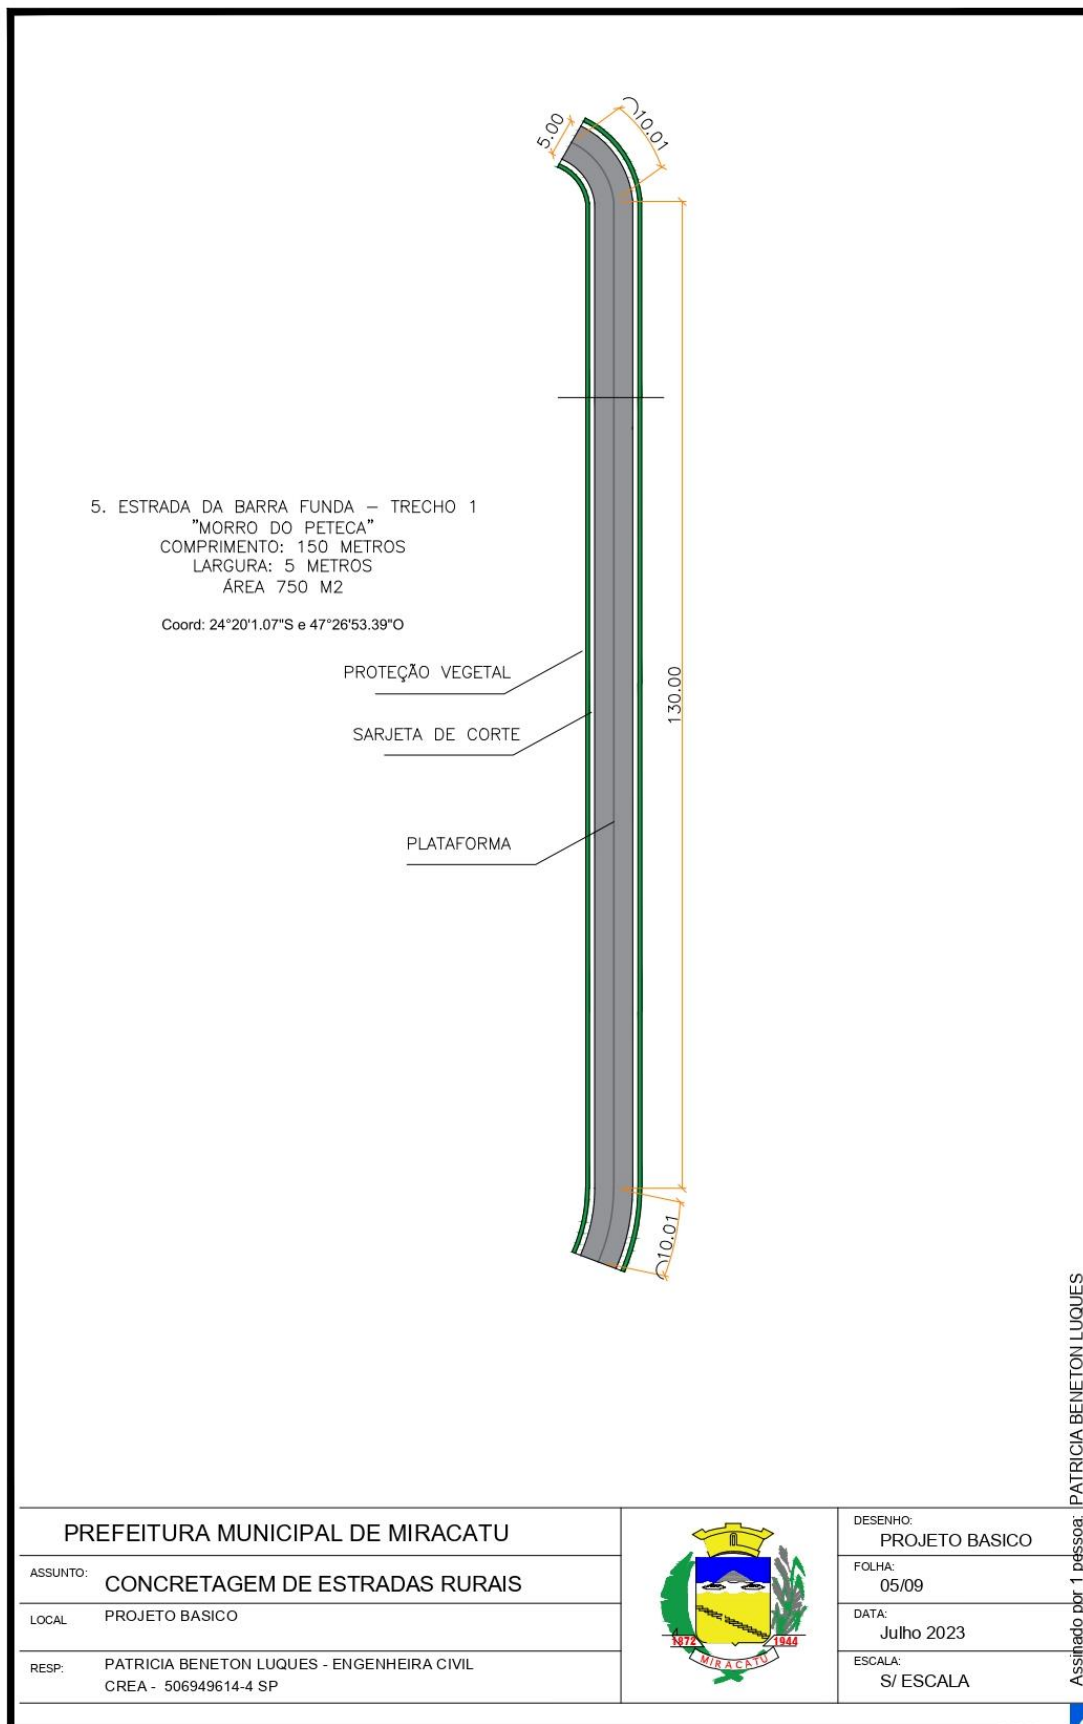 5.00
10.01
5. ESTRADA DA BARRA FUNDA – TRECHO 1
"MORRO DO PETECA"
COMPRIMENTO: 150 METROS
LARGURA: 5 METROS
ÁREA 750 M2
Coord: 24°20'1.07"S e 47°26'53.39"O
PROTEÇÃO VEGETAL
SARJETA DE CORTE
PLATAFORMA
130.00
10.01
PREFEITURA MUNICIPAL DE MIRACATU
ASSUNTO: CONCRETAGEM DE ESTRADAS RURAIS
LOCAL PROJETO BASICO
RESP: PATRICIA BENETON LUQUES - ENGENHEIRA CIVIL
CREA - 506949614-4 SP
1872 1944
MIRACATU
DESENHO:
PROJETO BASICO
FOLHA:
05/09
DATA:
Julho 2023
ESCALA:
S/ ESCALA
Assinado por 1 pessoa: PATRICIA BENETON LUQUES